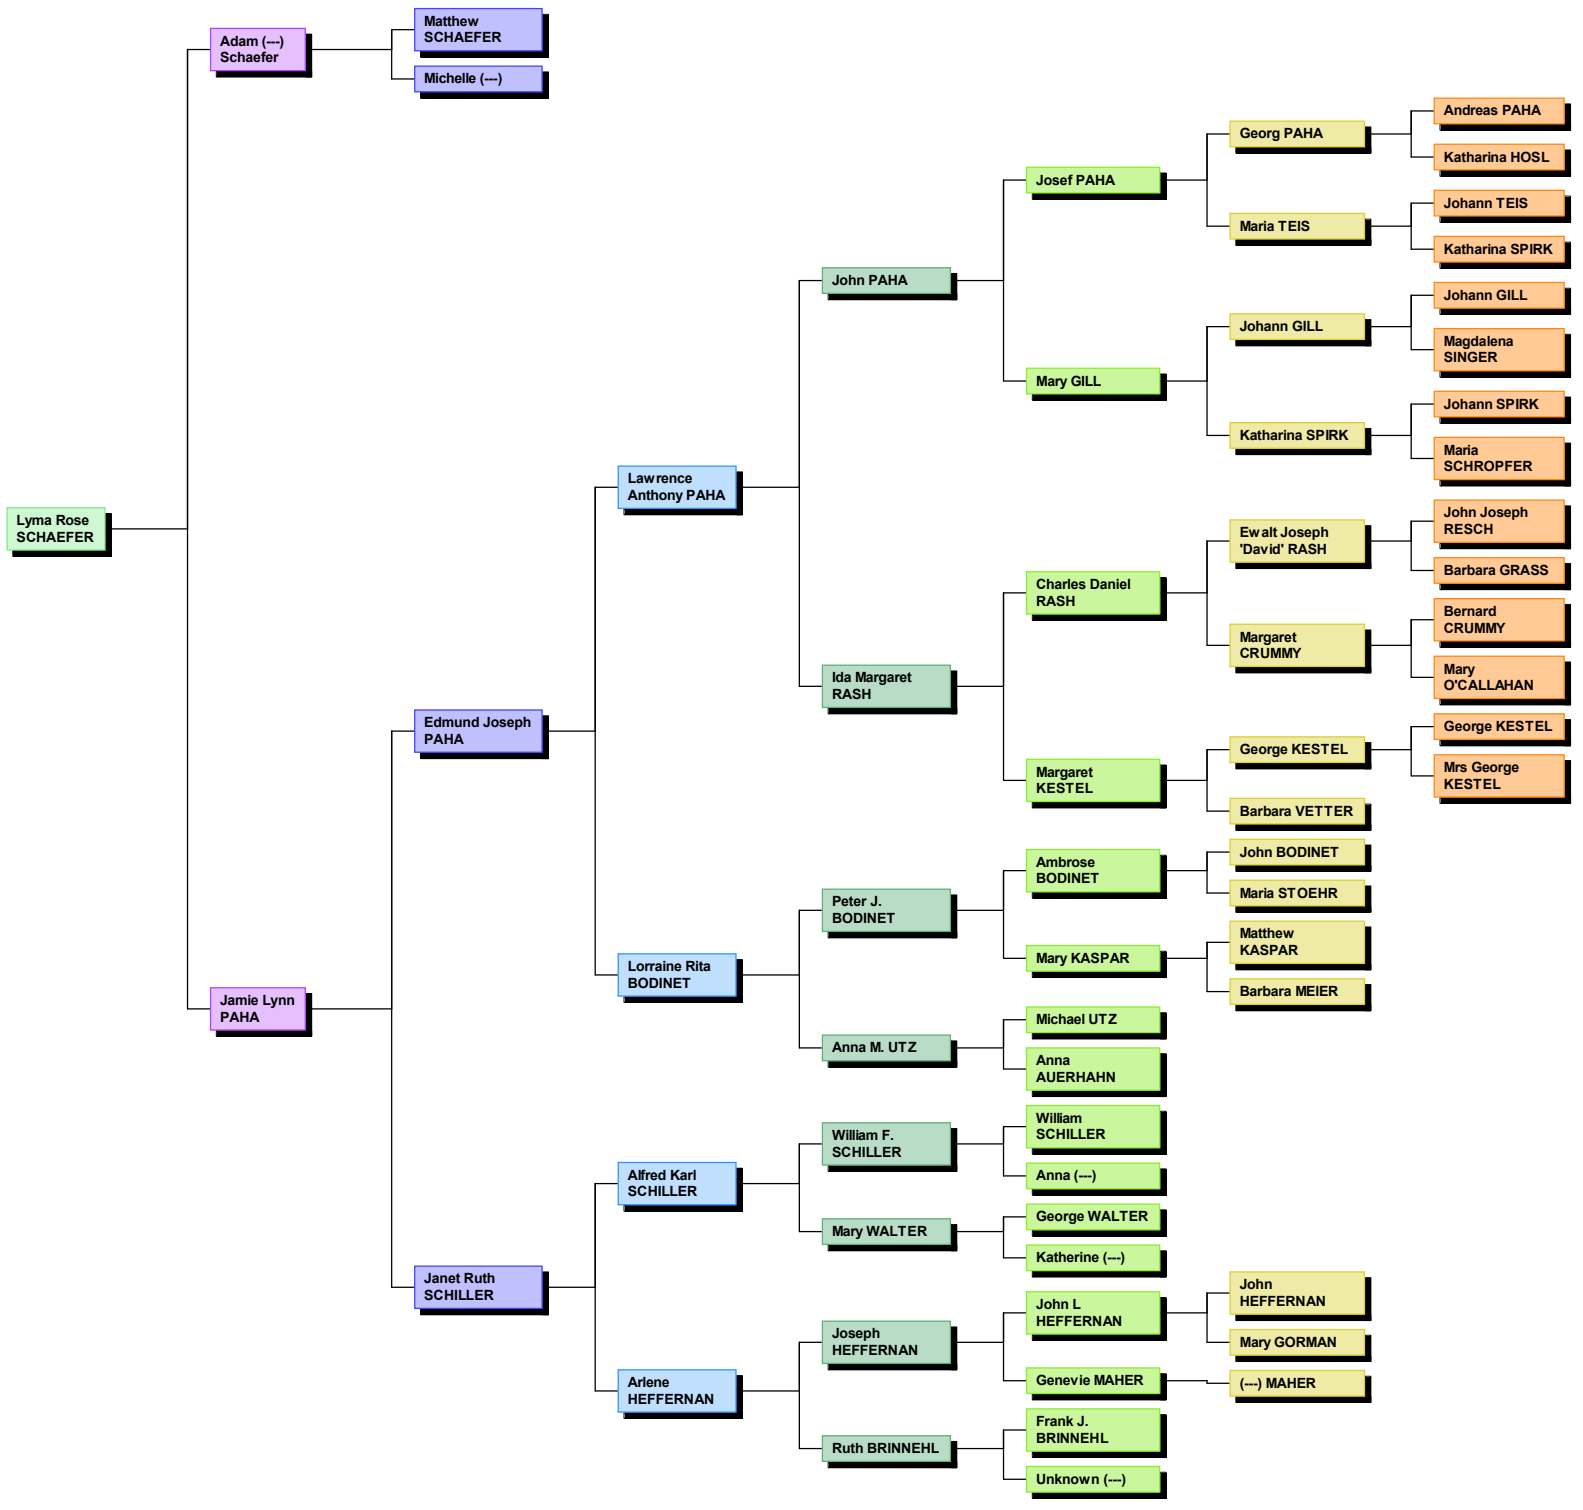 Lyma Rose
SCHAEFER
Adam (---)
Schaefer
Jamie Lynn
PAHA
Matthew
SCHAEFER
Michelle (---)
Edmund Joseph
PAHA
Janet Ruth
SCHILLER
Lawrence
Anthony PAHA
Lorraine Rita
BODINET
Alfred Karl
SCHILLER
Arlene
HEFFERNAN
John PAHA
Ida Margaret
RASH
Peter J.
BODINET
Anna M. UTZ
William F.
SCHILLER
Mary WALTER
Joseph
HEFFERNAN
Ruth BRINNEHL
Josef PAHA
Mary GILL
Charles Daniel
RASH
Margaret
KESTEL
Ambrose
BODINET
Mary KASPAR
Michael UTZ
Anna
AUERHAHN
William
SCHILLER
Anna (---)
George WALTER
Katherine (---)
John L
HEFFERNAN
Genevie MAHER
Frank J.
BRINNEHL
Unknown (---)
Georg PAHA
Maria TEIS
Johann GILL
Katharina SPIRK
Ewalt Joseph
'David' RASH
Margaret
CRUMMY
George KESTEL
Barbara VETTER
John BODINET
Maria STOEHR
Matthew
KASPAR
Barbara MEIER
John
HEFFERNAN
Mary GORMAN
(---) MAHER
Andreas PAHA
Katharina HOSL
Johann TEIS
Katharina SPIRK
Johann GILL
Magdalena
SINGER
Johann SPIRK
Maria
SCHROPFER
John Joseph
RESCH
Barbara GRASS
Bernard
CRUMMY
Mary
O'CALLAHAN
George KESTEL
Mrs George
KESTEL